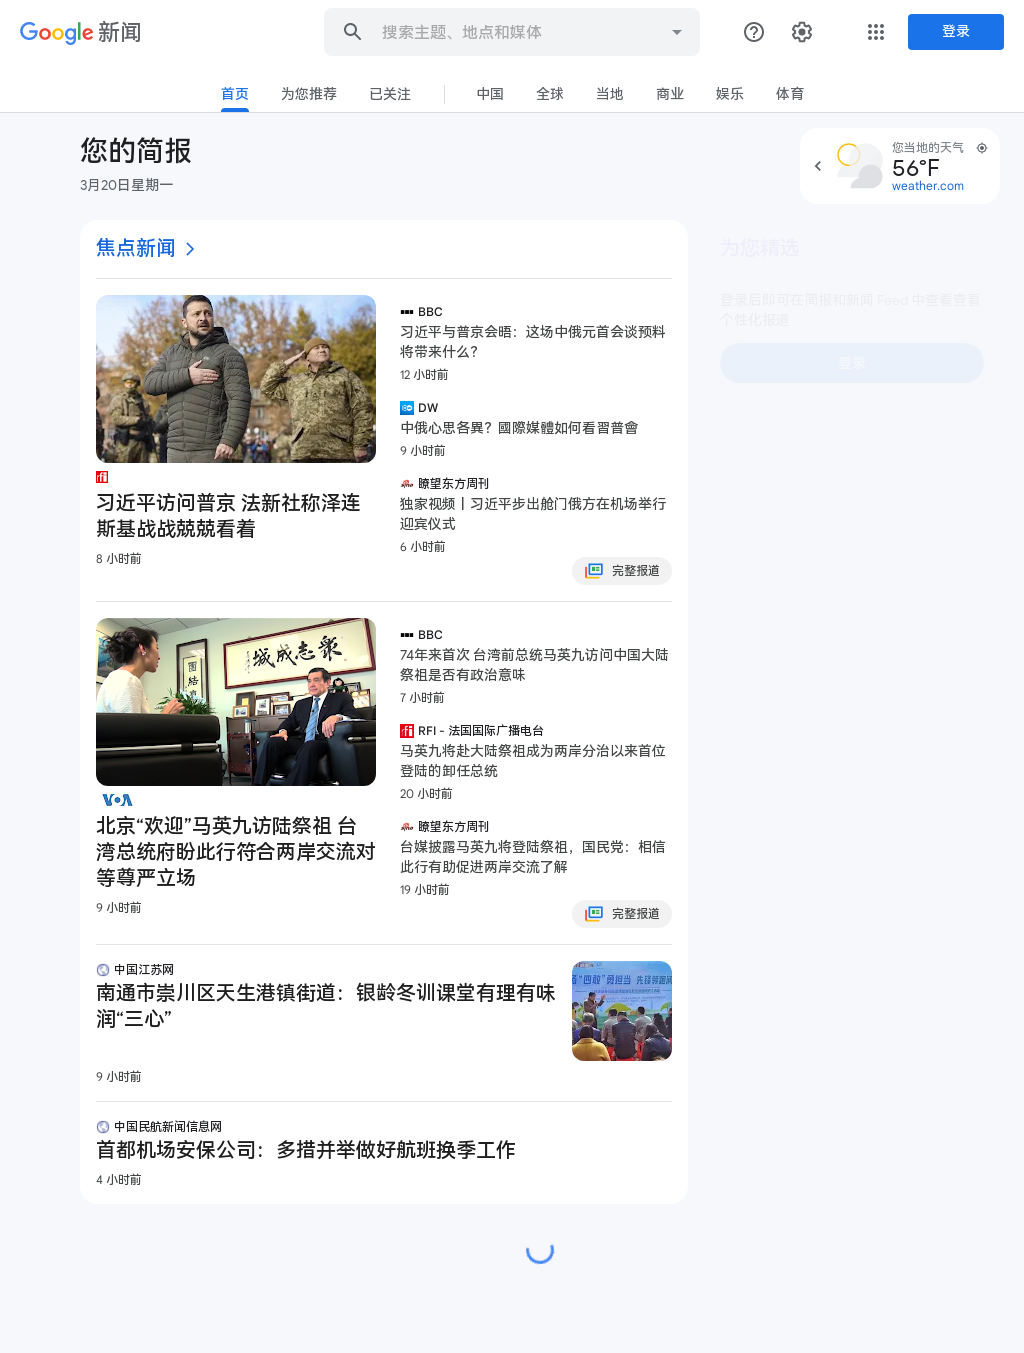 Google 新闻
搜索主题、地点和媒体
登录
首页
为您推荐
已关注
中国
全球
当地
商业
娱乐
体育
您的简报
3月20日星期一
您当地的天气
56°F
weather.com
焦点新闻
习近平访问普京 法新社称泽连
斯基战战兢兢看着
8 小时前
BBC
习近平与普京会晤：这场中俄元首会谈预料
将带来什么？
12 小时前
DW
中俄心思各異？國際媒體如何看習普會
9 小时前
瞭望东方周刊
独家视频丨习近平步出舱门俄方在机场举行
迎宾仪式
6 小时前
完整报道
為您精选
登录后即可在简报和新闻 Feed 中查看查看
个性化报道
登录
眾志成城
VOA
北京“欢迎”马英九访陆祭祖 台
湾总统府盼此行符合两岸交流对
等尊严立场
9 小时前
BBC
74年来首次 台湾前总统马英九访问中国大陆
祭祖是否有政治意味
7 小时前
RFI - 法国国际广播电台
马英九将赴大陆祭祖成为两岸分治以来首位
登陆的卸任总统
20 小时前
瞭望东方周刊
台媒披露马英九将登陆祭祖，国民党：相信
此行有助促进两岸交流了解
19 小时前
完整报道
中国江苏网
南通市崇川区天生港镇街道：银龄冬训课堂有理有味
润“三心”
9 小时前
中国民航新闻信息网
首都机场安保公司：多措并举做好航班换季工作
4 小时前